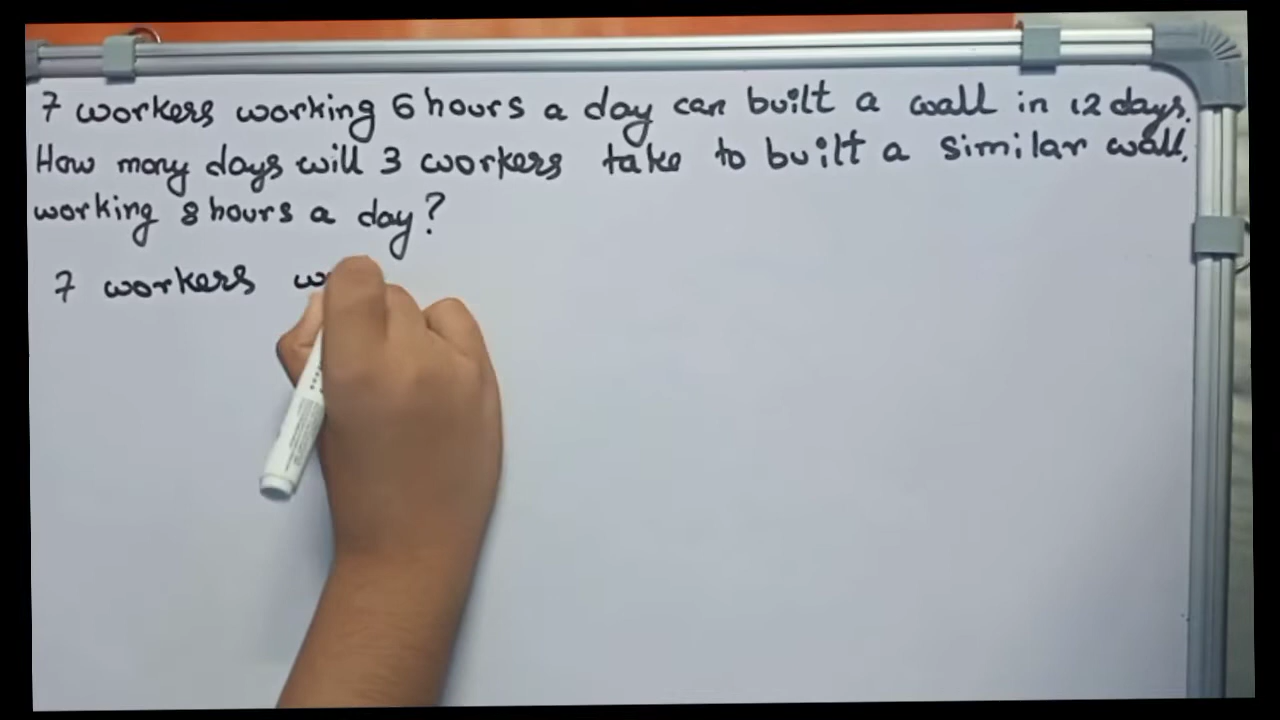 7 workers working 6 hours a day can built a wall in 12 days.
How many days will 3 workers take to built a similar wall,
working 8 hours a day?
7 workers w